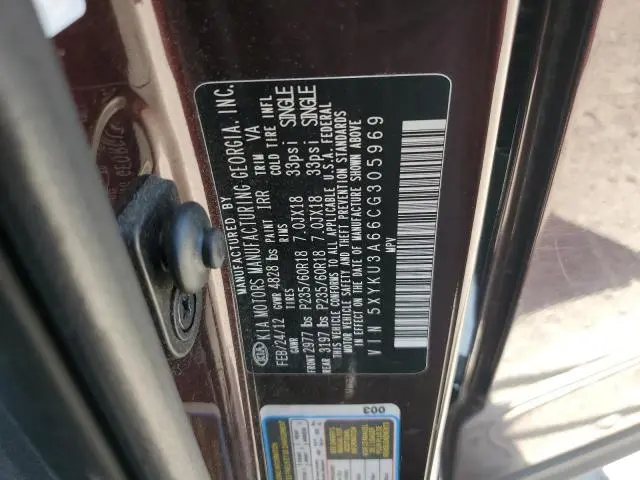 MANUFACTURED BY
KIA KIA MOTORS MANUFACTURING GEORGIA, INC.
FEB/24/12 GVWR 4828 lbs PAINT IRR TRIM VA
GAWR TIRES RIMS COLD TIRE INFL
FRONT 2977 lbs P235/60R18 7.0JX18 33psi SINGLE
REAR 3197 lbs P235/60R18 7.0JX18 33psi SINGLE
THIS VEHICLE CONFORMS TO ALL APPLICABLE U.S.A. FEDERAL
MOTOR VEHICLE SAFETY AND THEFT PREVENTION STANDARDS
IN EFFECT ON THE DATE OF MANUFACTURE SHOWN ABOVE
VIN 5XYKU3A66CG305969
MPV
003